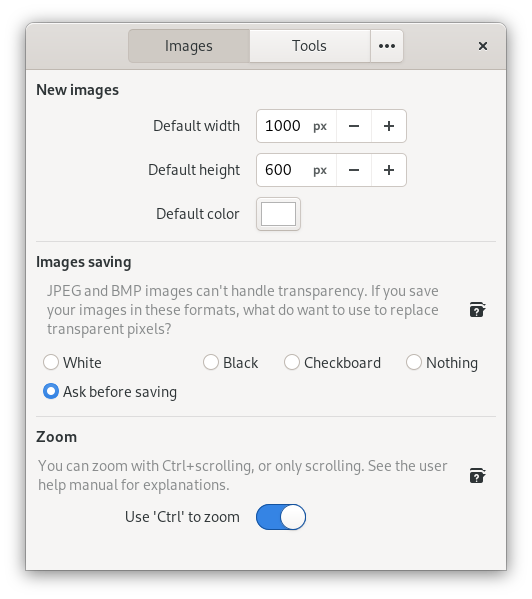 Images Tools
New images
Default width 1000 px
Default height 600 px
Default color
Images saving
JPEG and BMP images can't handle transparency. If you save
your images in these formats, what do want to use to replace
transparent pixels?
White Black Checkboard Nothing
Ask before saving
Zoom
You can zoom with Ctrl+scrolling, or only scrolling. See the user
help manual for explanations.
Use 'Ctrl' to zoom